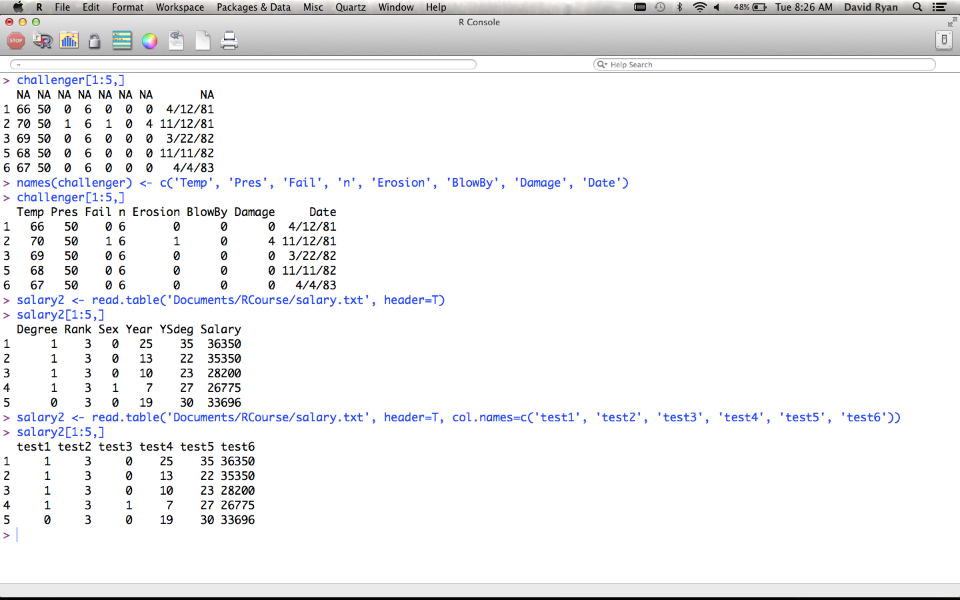 R File Edit Format Workspace Packages & Data Misc Quartz Window Help 48% Tue 8:26 AM David Ryan
R Console
STOP
~ Help Search
> challenger[1:5,]
NA NA NA NA NA NA NA NA
1 66 50 0 6 0 0 0 4/12/81
2 70 50 1 6 1 0 4 11/12/81
3 69 50 0 6 0 0 0 3/22/82
5 68 50 0 6 0 0 0 11/11/82
6 67 50 0 6 0 0 0 4/4/83
> names(challenger) <- c('Temp', 'Pres', 'Fail', 'n', 'Erosion', 'BlowBy', 'Damage', 'Date')
> challenger[1:5,]
Temp Pres Fail n Erosion BlowBy Damage Date
1 66 50 0 6 0 0 0 4/12/81
2 70 50 1 6 1 0 4 11/12/81
3 69 50 0 6 0 0 0 3/22/82
5 68 50 0 6 0 0 0 11/11/82
6 67 50 0 6 0 0 0 4/4/83
> salary2 <- read.table('Documents/RCourse/salary.txt', header=T)
> salary2[1:5,]
Degree Rank Sex Year YSdeg Salary
1 1 3 0 25 35 36350
2 1 3 0 13 22 35350
3 1 3 0 10 23 28200
4 1 3 1 7 27 26775
5 0 3 0 19 30 33696
> salary2 <- read.table('Documents/RCourse/salary.txt', header=T, col.names=c('test1', 'test2', 'test3', 'test4', 'test5', 'test6'))
> salary2[1:5,]
test1 test2 test3 test4 test5 test6
1 1 3 0 25 35 36350
2 1 3 0 13 22 35350
3 1 3 0 10 23 28200
4 1 3 1 7 27 26775
5 0 3 0 19 30 33696
>